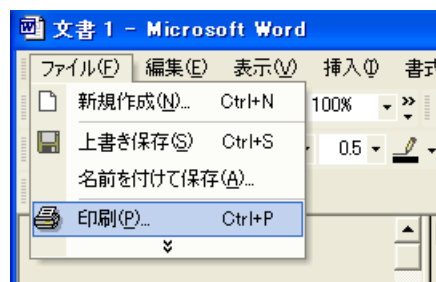 文書 1 - Microsoft Word
ファイル(F) 編集(E) 表示(V) 挿入(I) 書式
新規作成(N)... Ctrl+N 100%
上書き保存(S) Ctrl+S 0.5
名前を付けて保存(A)...
印刷(P)... Ctrl+P